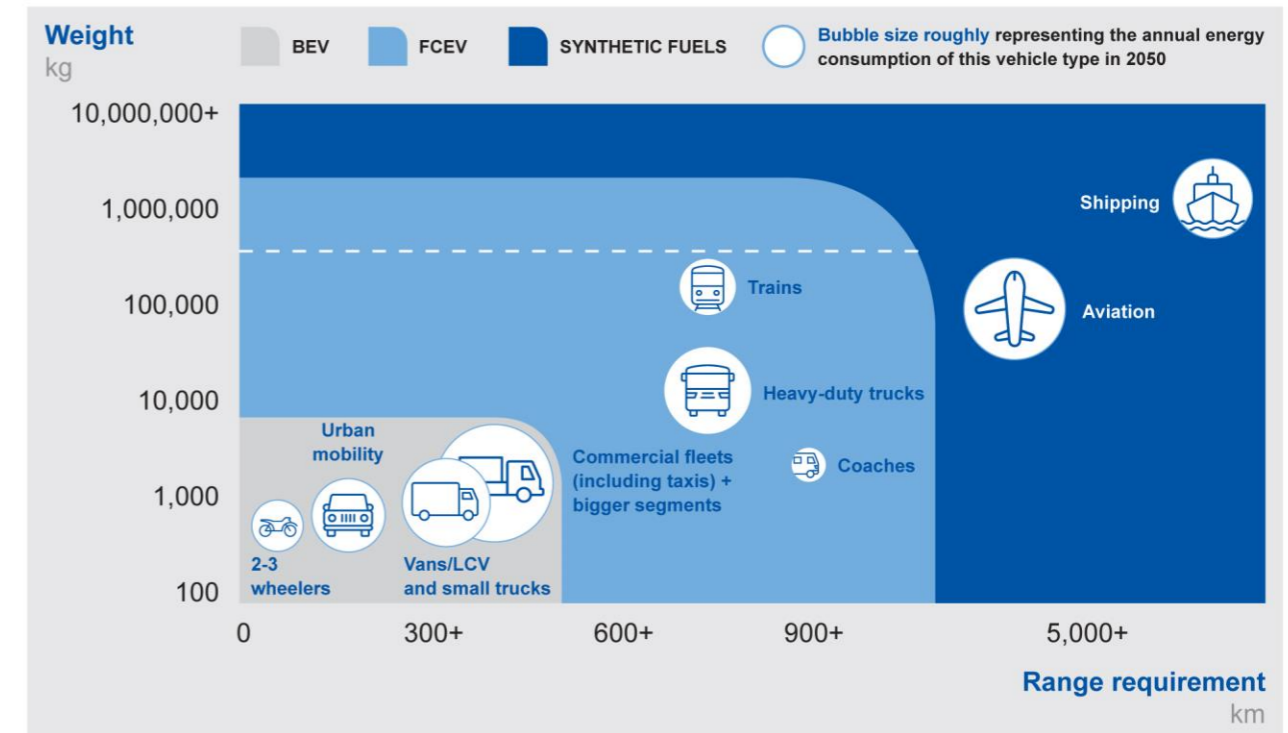 Weight
kg
BEV
FCEV
SYNTHETIC FUELS
Bubble size roughly representing the annual energy
consumption of this vehicle type in 2050
10,000,000+
1,000,000
100,000
10,000
1,000
100
Shipping
Aviation
Trains
Heavy-duty trucks
Coaches
Commercial fleets
(including taxis) +
bigger segments
Urban
mobility
2-3
wheelers
Vans/LCV
and small trucks
0
300+
600+
900+
5,000+
Range requirement
km